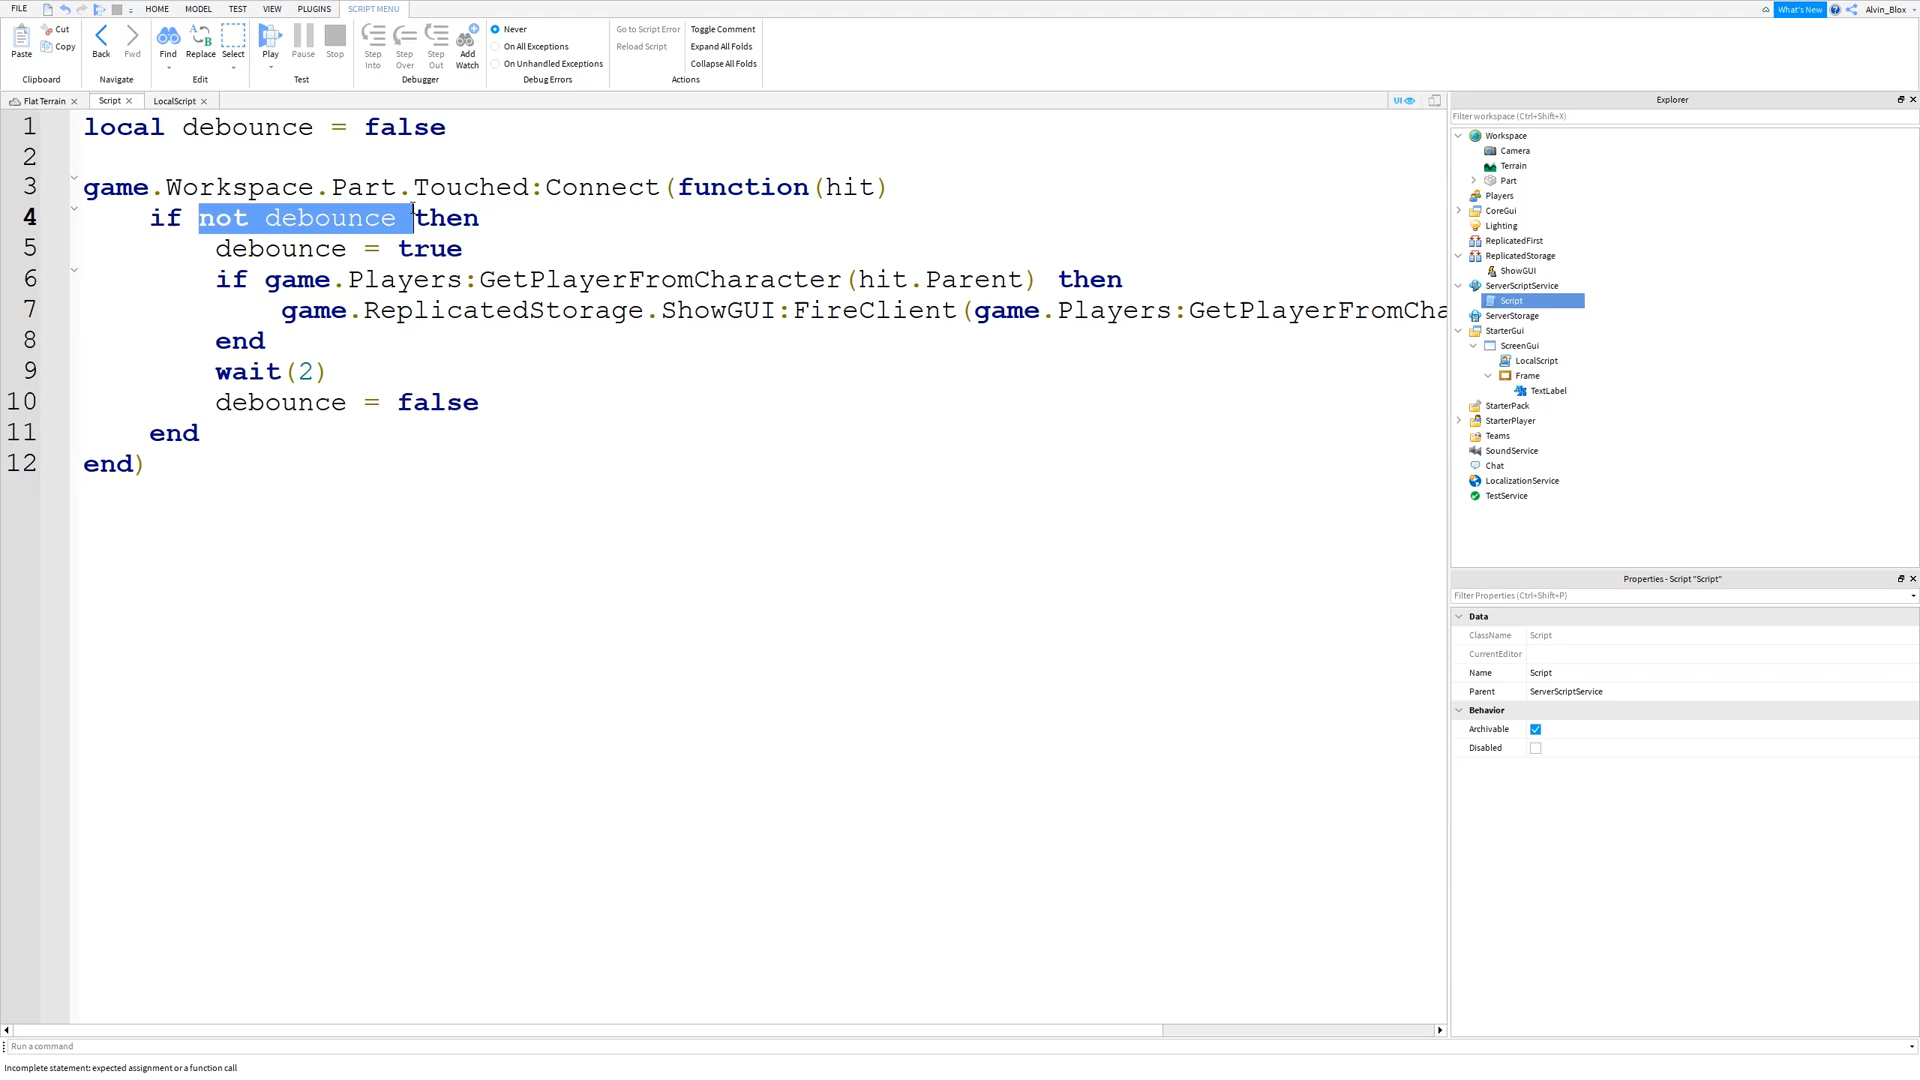 FILE HOME MODEL TEST VIEW PLUGINS SCRIPT MENU What's New Alvin_Blox
Paste Cut Copy Clipboard
Back Fwd Navigate
Find Replace Select Edit
Play Pause Stop Test
Step Into Step Over Step Out Add Watch Debugger
Never
On All Exceptions
On Unhandled Exceptions
Debug Errors
Go to Script Error Toggle Comment
Reload Script Expand All Folds
Collapse All Folds
Actions
Flat Terrain Script LocalScript UI
1 local debounce = false
2
3 game.Workspace.Part.Touched:Connect(function(hit)
4 if not debounce then
5 debounce = true
6 if game.Players:GetPlayerFromCharacter(hit.Parent) then
7 game.ReplicatedStorage.ShowGUI:FireClient(game.Players:GetPlayerFromCha
8 end
9 wait(2)
10 debounce = false
11 end
12 end)
Explorer
Filter workspace (Ctrl+Shift+X)
Workspace
Camera
Terrain
Part
Players
CoreGui
Lighting
ReplicatedFirst
ReplicatedStorage
ShowGUI
ServerScriptService
Script
ServerStorage
StarterGui
ScreenGui
LocalScript
Frame
TextLabel
StarterPack
StarterPlayer
Teams
SoundService
Chat
LocalizationService
TestService
Properties - Script "Script"
Filter Properties (Ctrl+Shift+P)
Data
ClassName Script
CurrentEditor
Name Script
Parent ServerScriptService
Behavior
Archivable
Disabled
Run a command
Incomplete statement: expected assignment or a function call